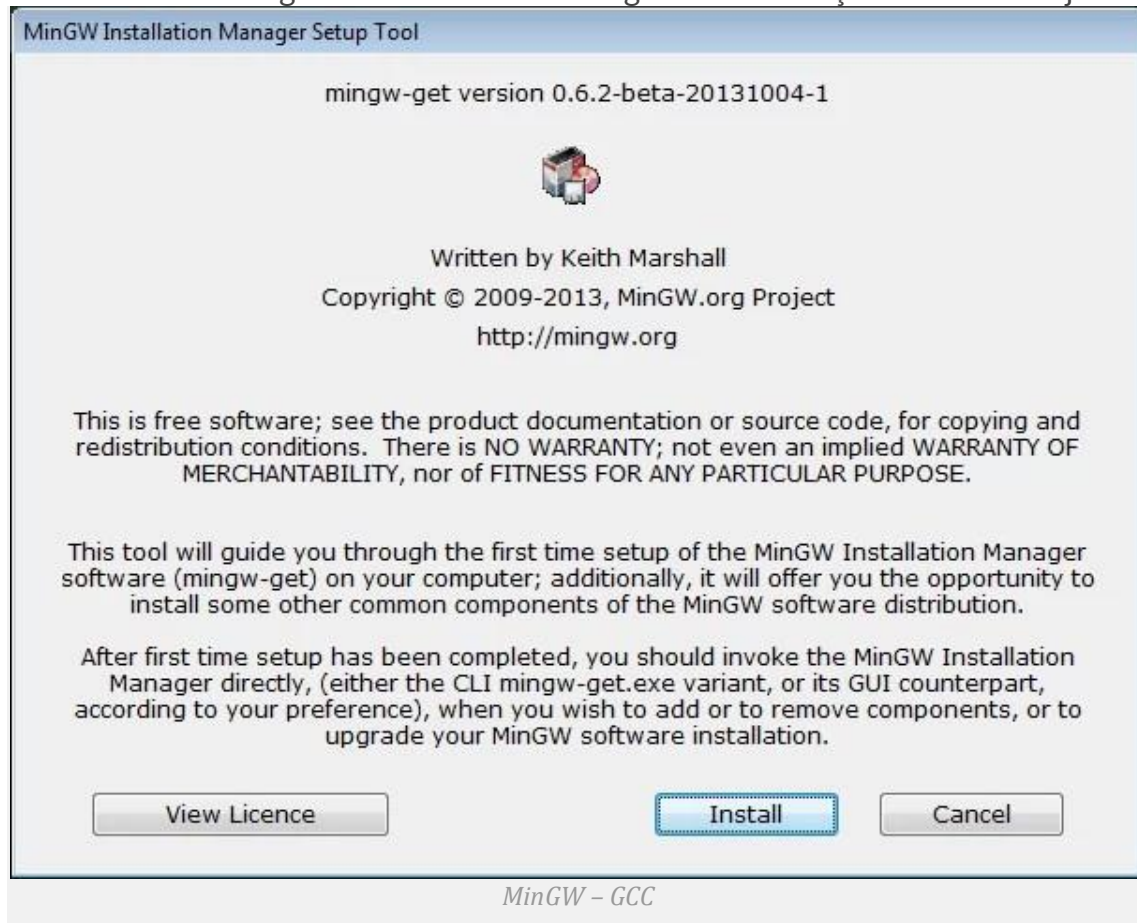 MinGW Installation Manager Setup Tool
mingw-get version 0.6.2-beta-20131004-1
Written by Keith Marshall
Copyright © 2009-2013, MinGW.org Project
http://mingw.org
This is free software; see the product documentation or source code, for copying and
redistribution conditions. There is NO WARRANTY; not even an implied WARRANTY OF
MERCHANTABILITY, nor of FITNESS FOR ANY PARTICULAR PURPOSE.
This tool will guide you through the first time setup of the MinGW Installation Manager
software (mingw-get) on your computer; additionally, it will offer you the opportunity to
install some other common components of the MinGW software distribution.
After first time setup has been completed, you should invoke the MinGW Installation
Manager directly, (either the CLI mingw-get.exe variant, or its GUI counterpart,
according to your preference), when you wish to add or to remove components, or to
upgrade your MinGW software installation.
View Licence Install Cancel
MinGW – GCC